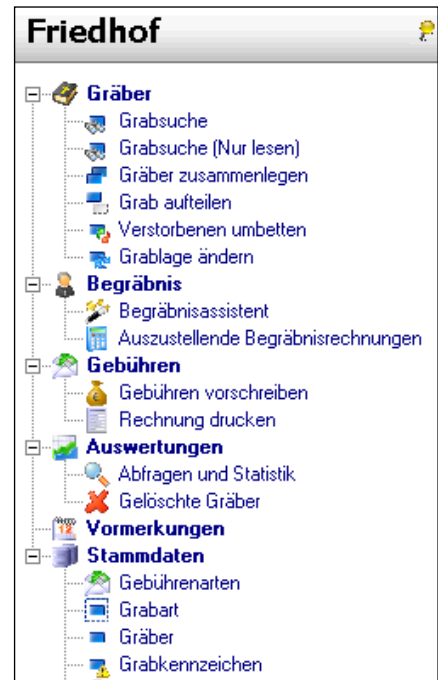 Friedhof
Gräber
Grabsuche
Grabsuche (Nur lesen)
Gräber zusammenlegen
Grab aufteilen
Verstorbenen umbetten
Grablage ändern
Begräbnis
Begräbnisassistent
Auszustellende Begräbnisrechnungen
Gebühren
Gebühren vorschreiben
Rechnung drucken
Auswertungen
Abfragen und Statistik
Gelöschte Gräber
Vormerkungen
Stammdaten
Gebührenarten
Grabart
Gräber
Grabkennzeichen